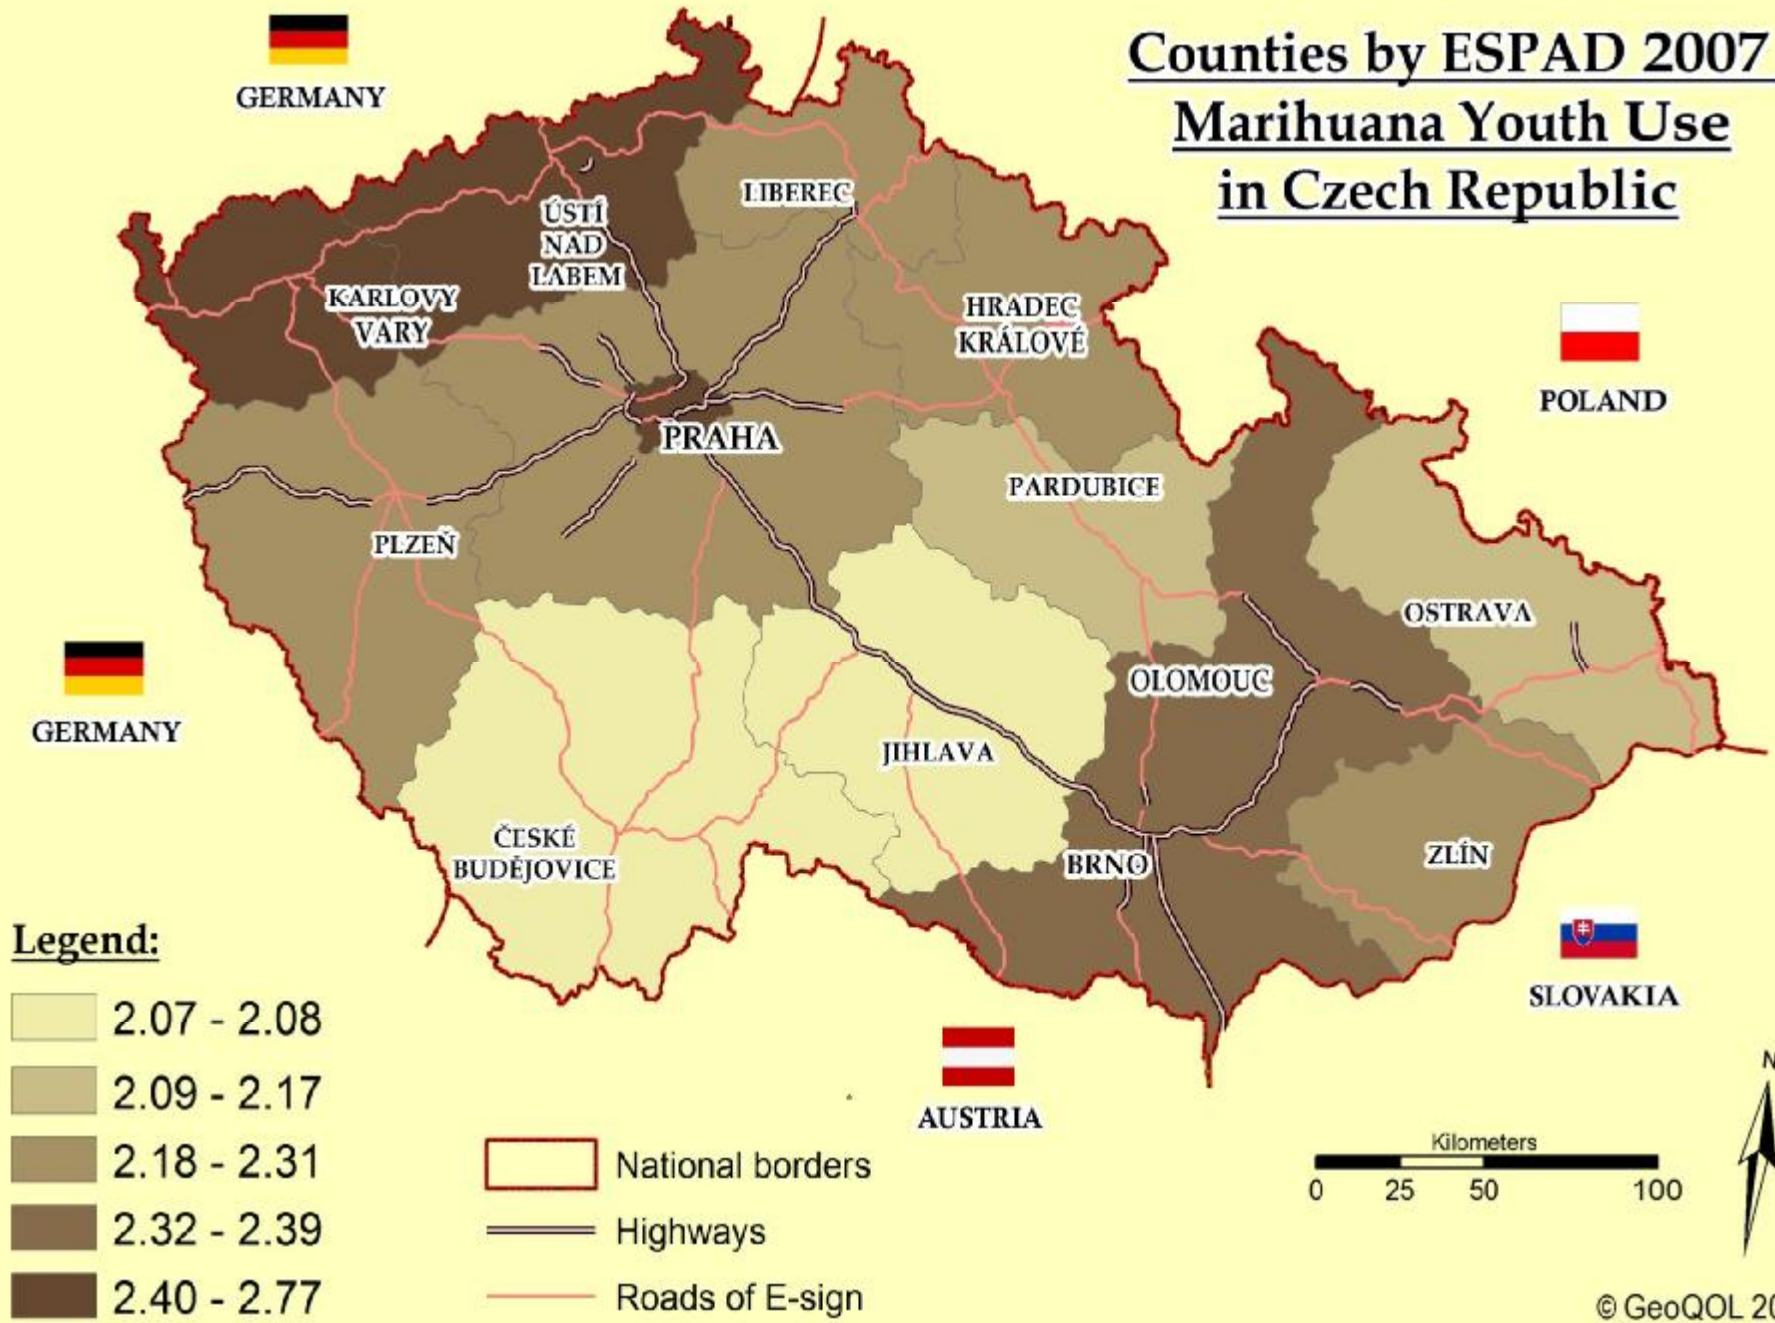 Counties by ESPAD 2007
Marihuana Youth Use
in Czech Republic
GERMANY
LIBEREC
ÚSTÍ
NAD
LABEM
KARLOVY
VARY
HRADEC
KRÁLOVÉ
POLAND
PRAHA
PARDUBICE
PLZEŇ
OSTRAVA
GERMANY
OLOMOUC
JIHLAVA
ČESKÉ
BUDĚJOVICE
BRNO
ZLÍN
SLOVAKIA
AUSTRIA
Legend:
2.07 - 2.08
2.09 - 2.17
2.18 - 2.31
2.32 - 2.39
2.40 - 2.77
National borders
Highways
Roads of E-sign
Kilometers
0 25 50 100
N
© GeoQOL 20